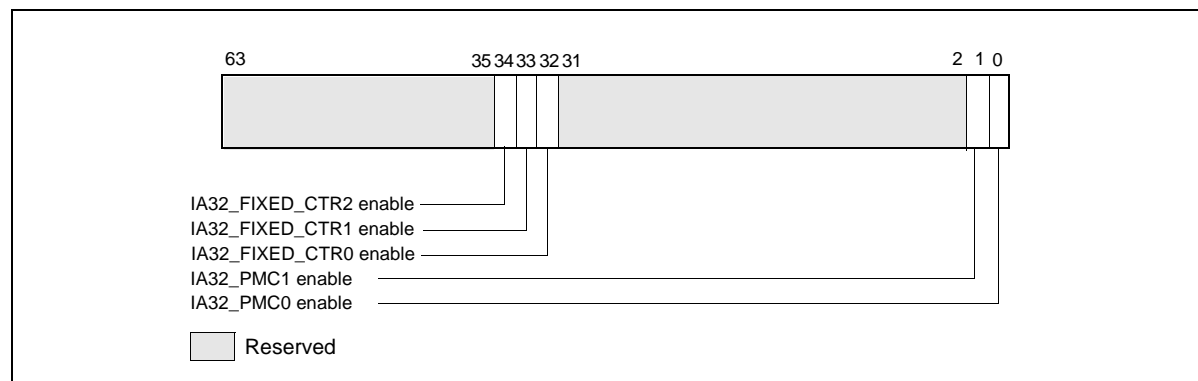 63 35 34 33 32 31 2 1 0
IA32_FIXED_CTR2 enable
IA32_FIXED_CTR1 enable
IA32_FIXED_CTR0 enable
IA32_PMC1 enable
IA32_PMC0 enable
Reserved